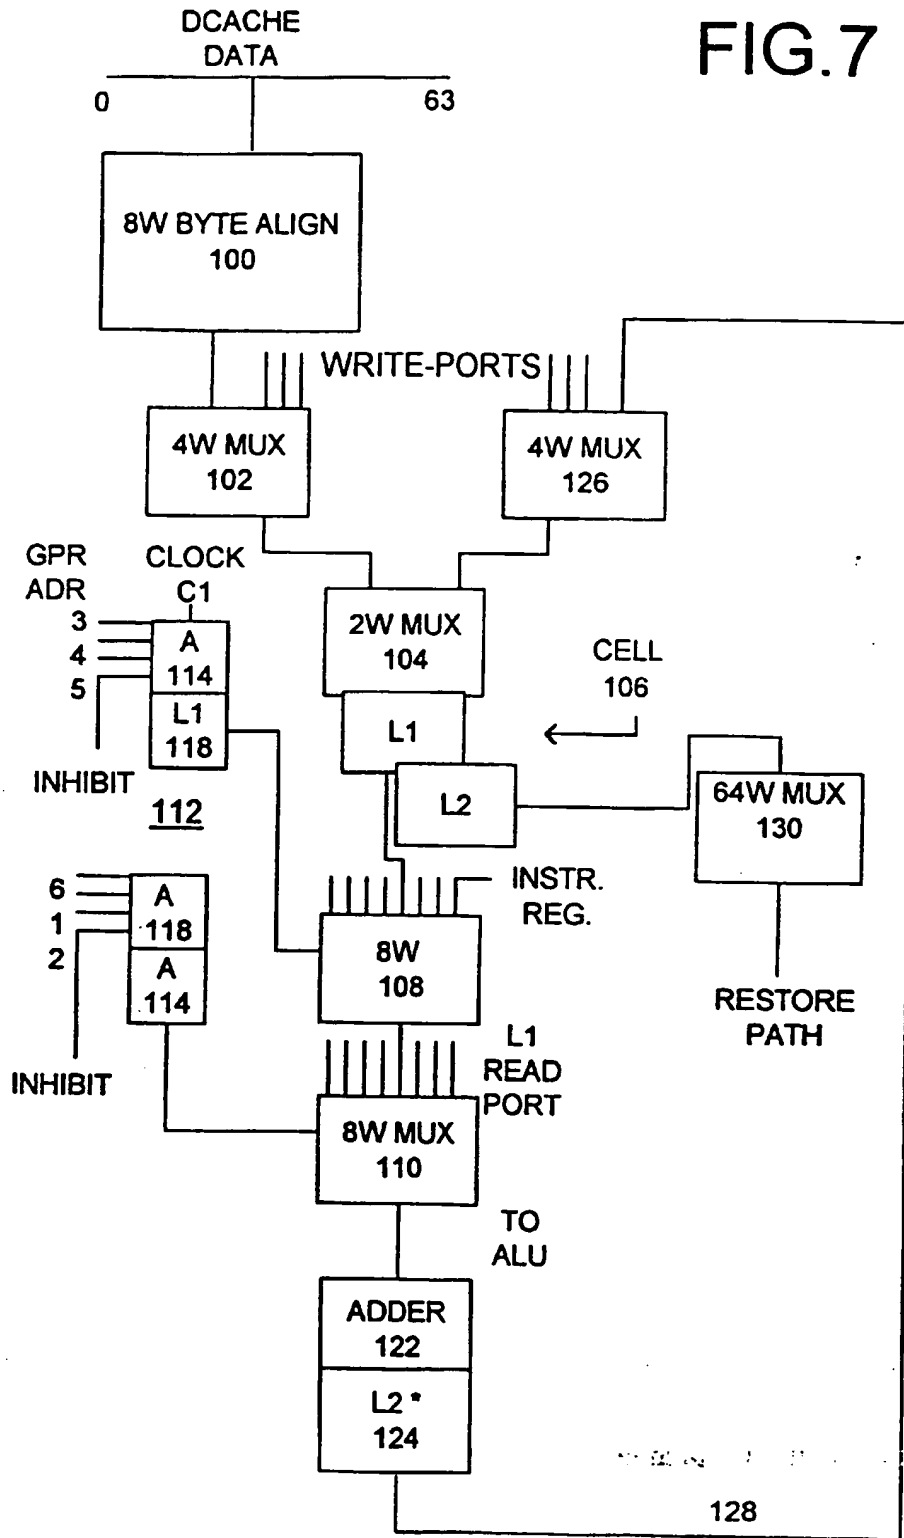 FIG.7
DCACHE
DATA
0 63
8W BYTE ALIGN
100
WRITE-PORTS
4W MUX
102
4W MUX
126
GPR
ADR
CLOCK
C1
3
4
5
A
114
L1
118
INHIBIT
112
2W MUX
104
L1
L2
CELL
106
64W MUX
130
RESTORE
PATH
6
1
2
A
118
A
114
INHIBIT
INSTR.
REG.
8W
108
L1
READ
PORT
8W MUX
110
TO
ALU
ADDER
122
L2 *
124
128